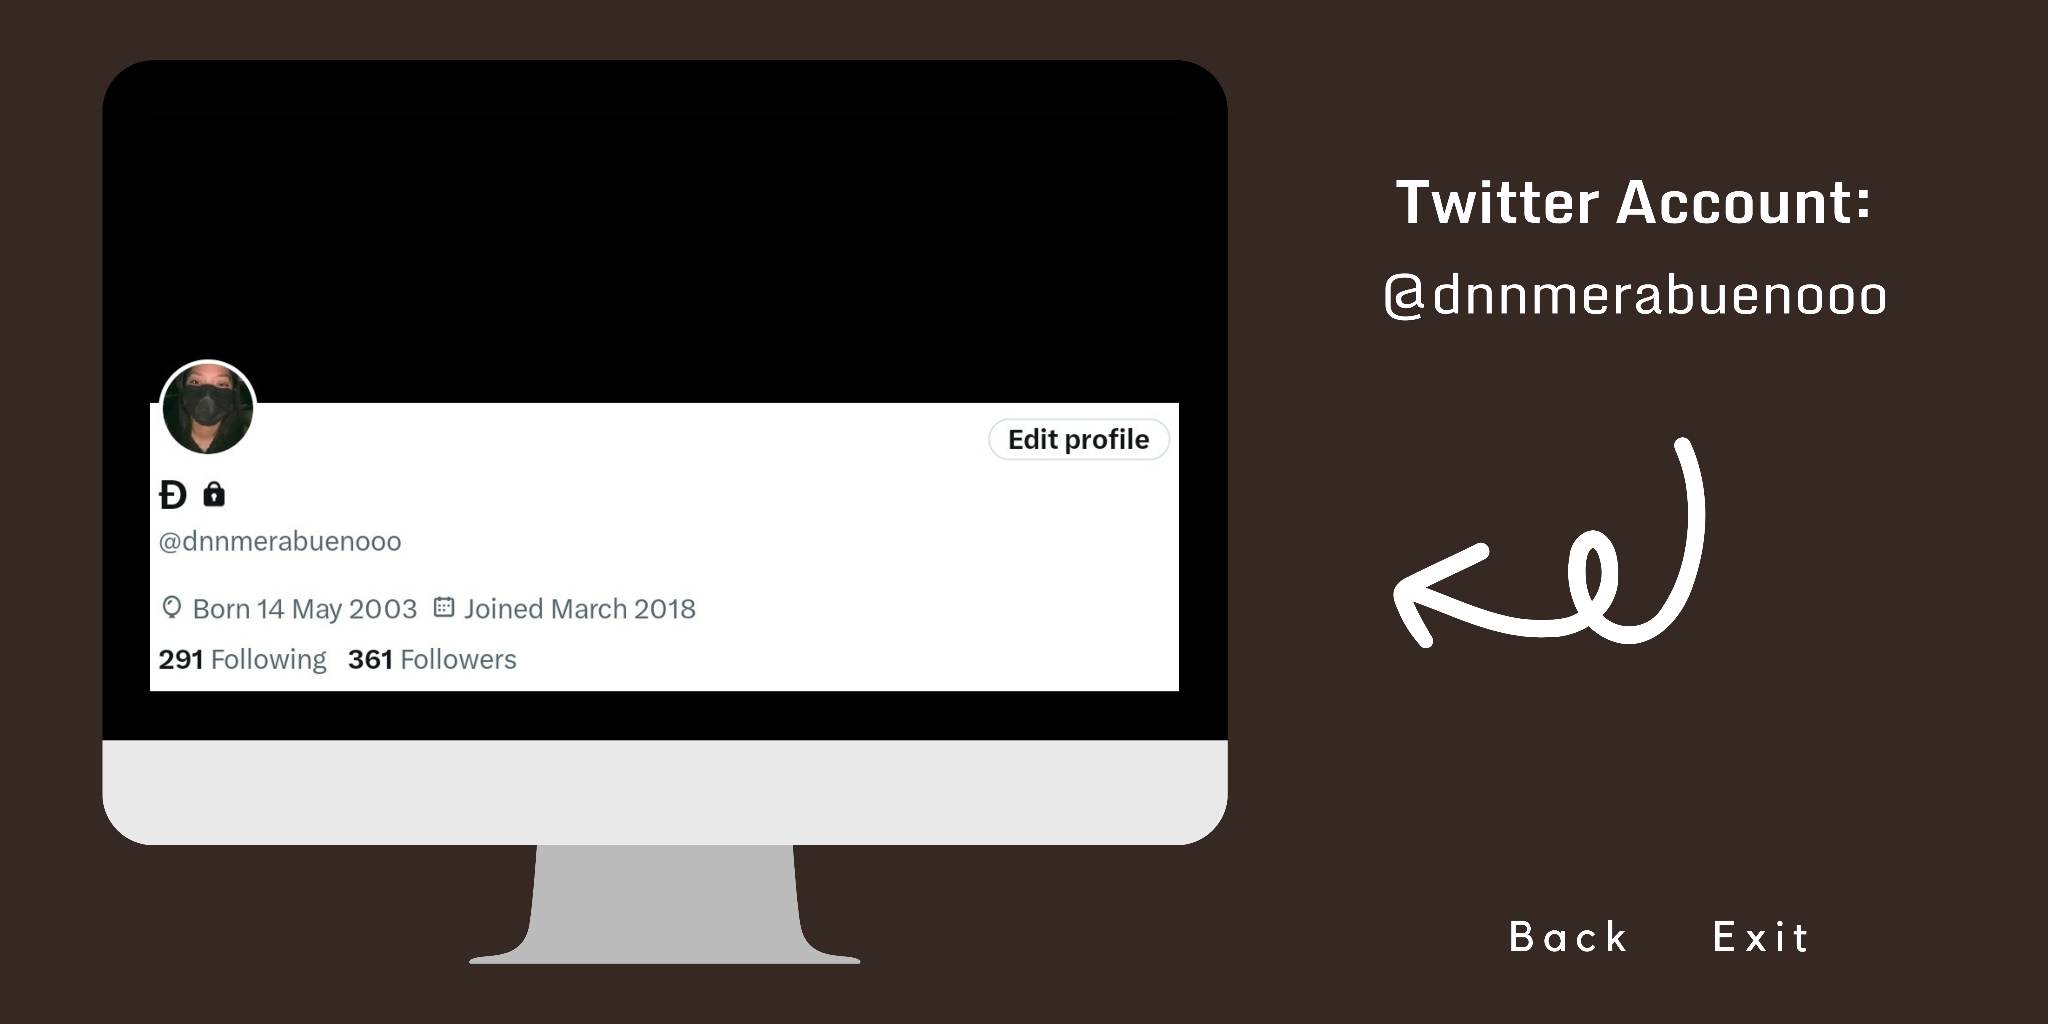 Twitter Account:
@dnnmerabuenooo
Edit profile
Đ
@dnnmerabuenooo
Born 14 May 2003 Joined March 2018
291 Following 361 Followers
Back Exit